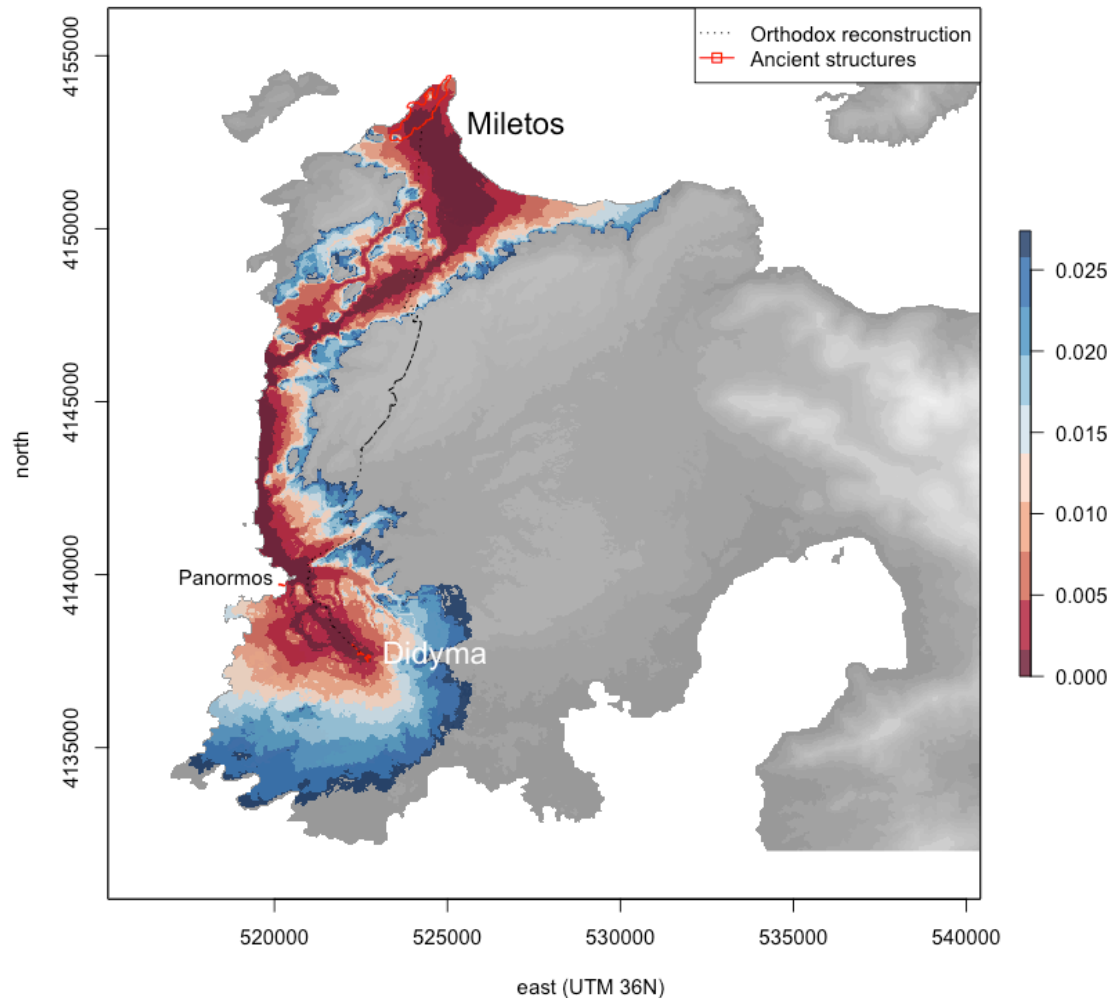 Orthodox reconstruction
Ancient structures
Miletos
Panormos
Didyma
4155000
4150000
4145000
4140000
4135000
north
520000
525000
530000
535000
540000
east (UTM 36N)
0.025
0.020
0.015
0.010
0.005
0.000